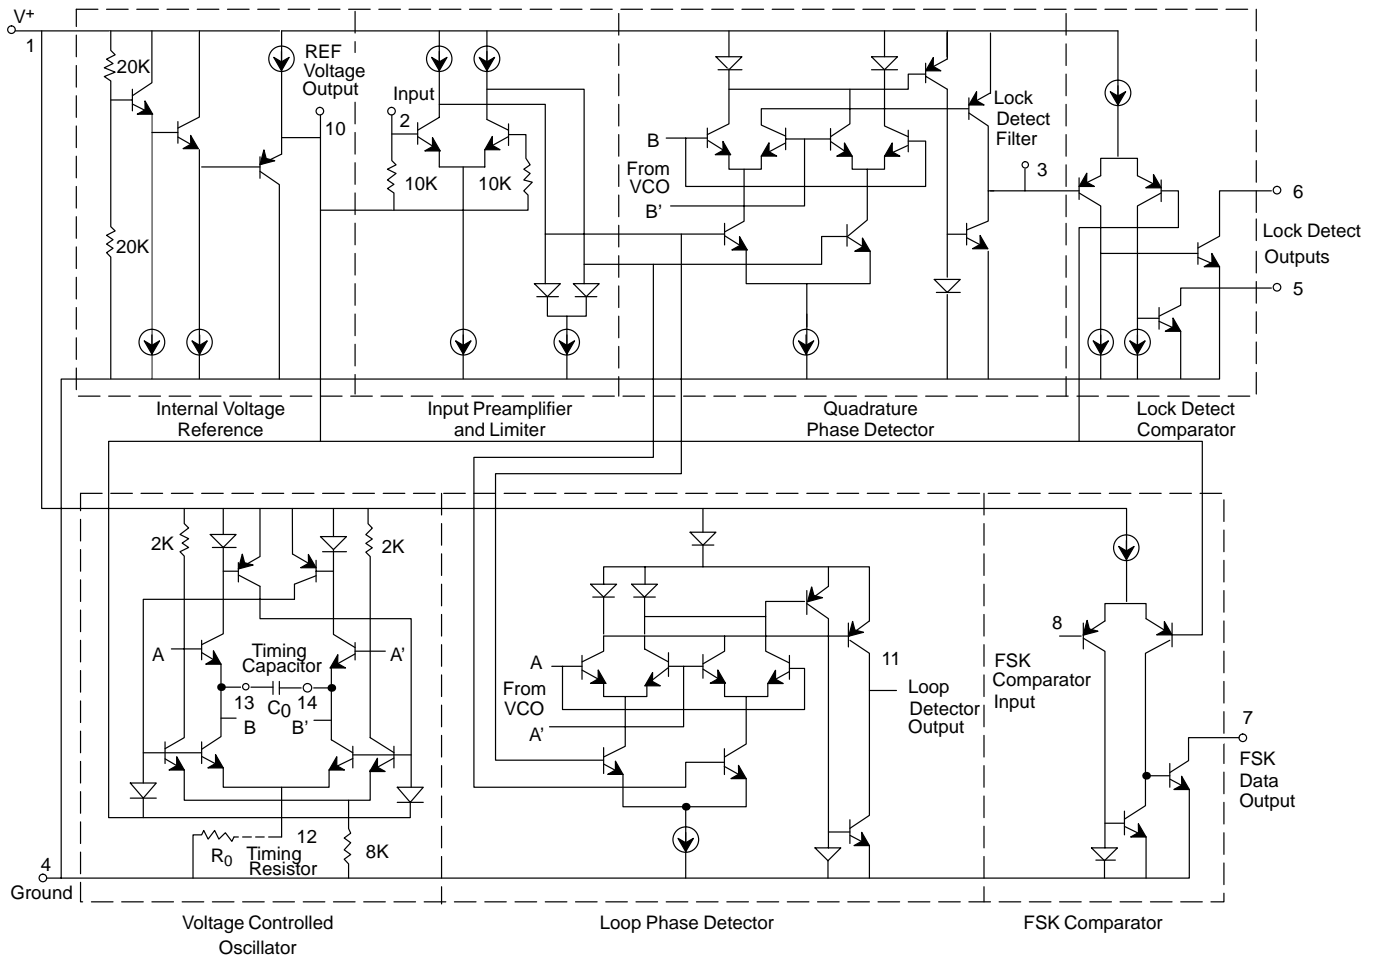 V+
1
20K
20K
REF
Voltage
Output
10
Input
2
10K
10K
B
From
VCO
B'
Lock
Detect
Filter
3
6
Lock Detect
Outputs
5
Internal Voltage
Reference
Input Preamplifier
and Limiter
Quadrature
Phase Detector
Lock Detect
Comparator
2K
2K
A
Timing
Capacitor
A'
13
C0
14
B
B'
12
R0
Timing
Resistor
8K
4
Ground
A
From
VCO
A'
11
Loop
Detector
Output
8
FSK
Comparator
Input
7
FSK
Data
Output
Voltage Controlled
Oscillator
Loop Phase Detector
FSK Comparator